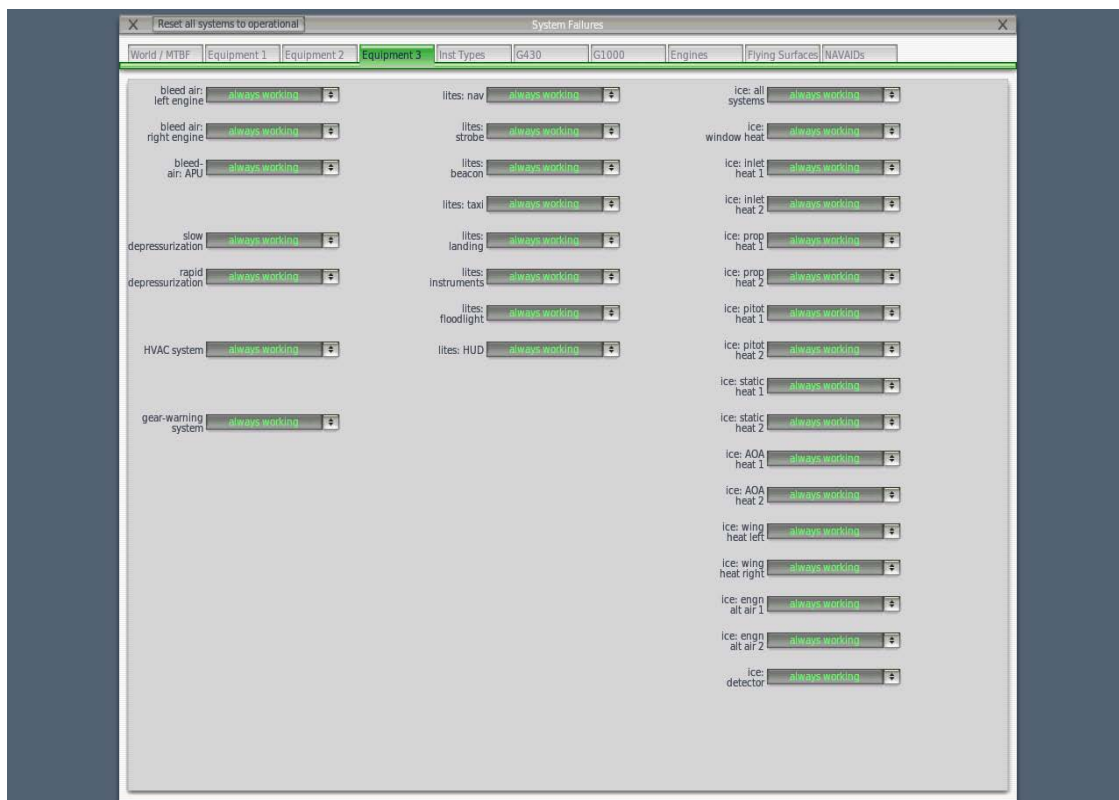 X Reset all systems to operational System Failures X
World / MTBF Equipment 1 Equipment 2 Equipment 3 Inst Types G430 G1000 Engines Flying Surfaces NAVAIDs
bleed air:
left engine always working
bleed air:
right engine always working
bleed-
air: APU always working
slow
depressurization always working
rapid
depressurization always working
HVAC system always working
gear-warning
system always working
lites: nav always working
lites:
strobe always working
lites:
beacon always working
lites: taxi always working
lites:
landing always working
lites:
instruments always working
lites:
floodlight always working
lites: HUD always working
ice: all
systems always working
ice:
window heat always working
ice: inlet
heat 1 always working
ice: inlet
heat 2 always working
ice: prop
heat 1 always working
ice: prop
heat 2 always working
ice: pitot
heat 1 always working
ice: pitot
heat 2 always working
ice: static
heat 1 always working
ice: static
heat 2 always working
ice: AOA
heat 1 always working
ice: AOA
heat 2 always working
ice: wing
heat left always working
ice: wing
heat right always working
ice: engn
alt air 1 always working
ice: engn
alt air 2 always working
ice:
detector always working